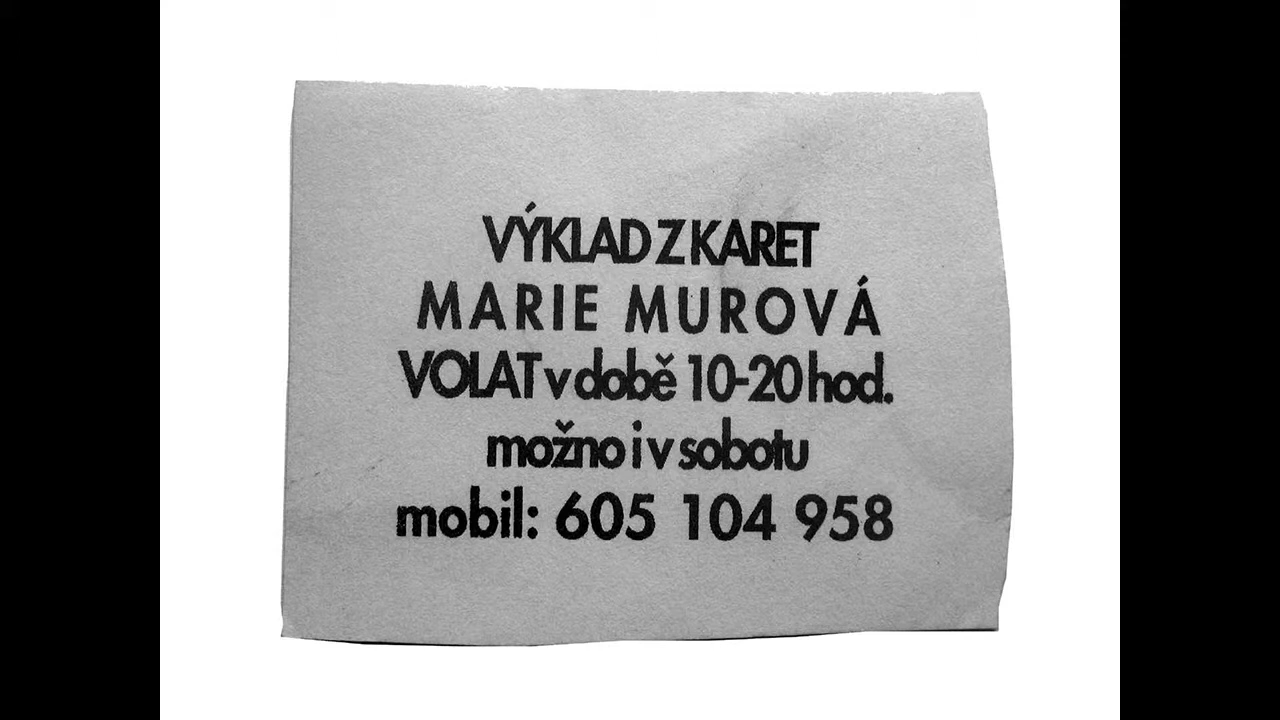 VÝKLAD Z KARET
MARIE MUROVÁ
VOLAT v době 10-20 hod.
možno i v sobotu
mobil: 605 104 958